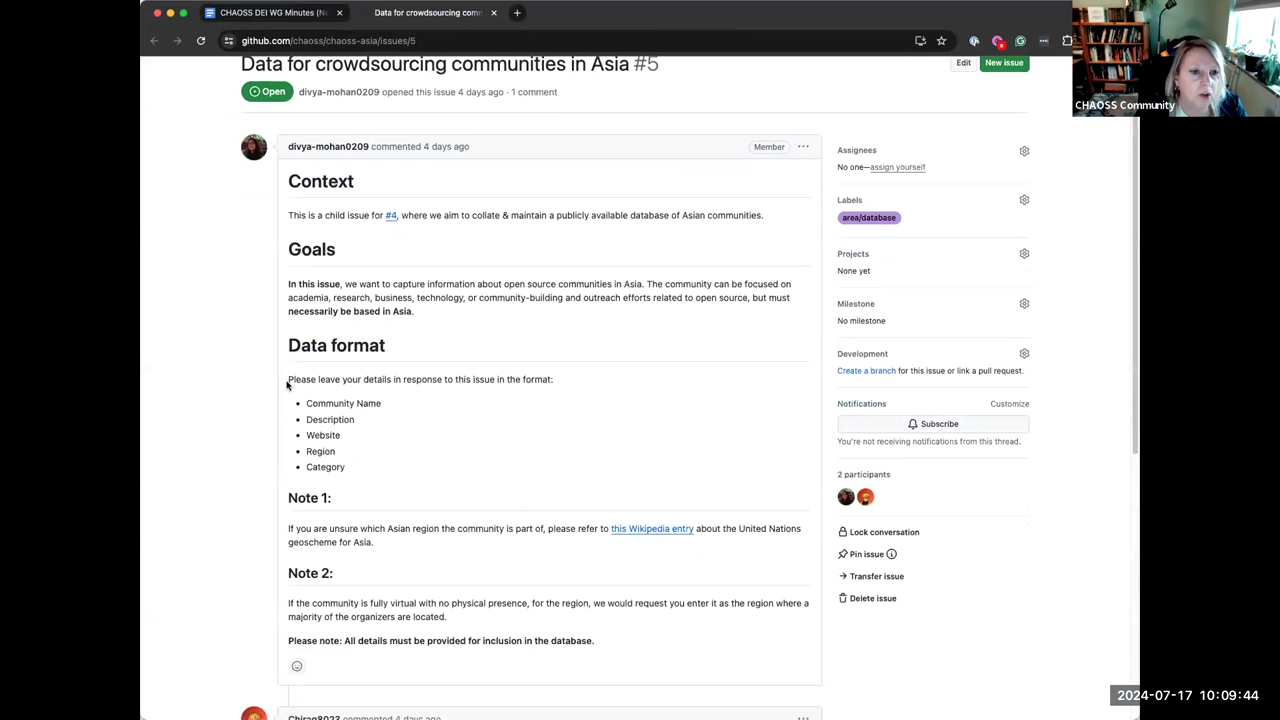 CHAOSS DEI WG Minutes (Ne
Data for crowdsourcing com
github.com/chaoss/chaoss-asia/issues/5
Data for crowdsourcing communities in Asia #5
Edit
New issue
CHAOSS Community
Open
divya-mohan0209 opened this issue 4 days ago · 1 comment
divya-mohan0209 commented 4 days ago
Member
Context
This is a child issue for #4, where we aim to collate & maintain a publicly available database of Asian communities.
Goals
In this issue, we want to capture information about open source communities in Asia. The community can be focused on
academia, research, business, technology, or community-building and outreach efforts related to open source, but must
necessarily be based in Asia.
Data format
Please leave your details in response to this issue in the format:
• Community Name
• Description
• Website
• Region
• Category
Note 1:
If you are unsure which Asian region the community is part of, please refer to this Wikipedia entry about the United Nations
geoscheme for Asia.
Note 2:
If the community is fully virtual with no physical presence, for the region, we would request you enter it as the region where a
majority of the organizers are located.
Please note: All details must be provided for inclusion in the database.
Chirag8023 commented 4 days ago
Assignees
No one—assign yourself
Labels
area/database
Projects
None yet
Milestone
No milestone
Development
Create a branch for this issue or link a pull request.
Notifications
Customize
Subscribe
You're not receiving notifications from this thread.
2 participants
Lock conversation
Pin issue
Transfer issue
Delete issue
2024-07-17 10:09:44